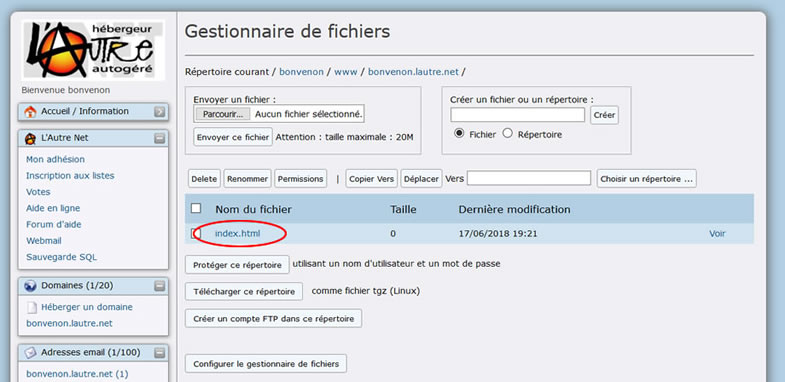 hébergeur
L'AUTRE
autogéré
Bienvenue bonvenon
Accueil / Information
L'Autre Net
Mon adhésion
Inscription aux listes
Votes
Aide en ligne
Forum d'aide
Webmail
Sauvegarde SQL
Domaines (1/20)
Héberger un domaine
bonvenon.lautre.net
Adresses email (1/100)
bonvenon.lautre.net (1)
Gestionnaire de fichiers
Répertoire courant / bonvenon / www / bonvenon.lautre.net /
Envoyer un fichier :
Parcourir... Aucun fichier sélectionné.
Envoyer ce fichier Attention : taille maximale : 20M
Créer un fichier ou un répertoire :
Créer
Fichier Répertoire
Delete Renommer Permissions | Copier Vers Déplacer Vers Choisir un répertoire ...
Nom du fichier Taille Dernière modification
index.html 0 17/06/2018 19:21 Voir
Protéger ce répertoire utilisant un nom d'utilisateur et un mot de passe
Télécharger ce répertoire comme fichier tgz (Linux)
Créer un compte FTP dans ce répertoire
Configurer le gestionnaire de fichiers